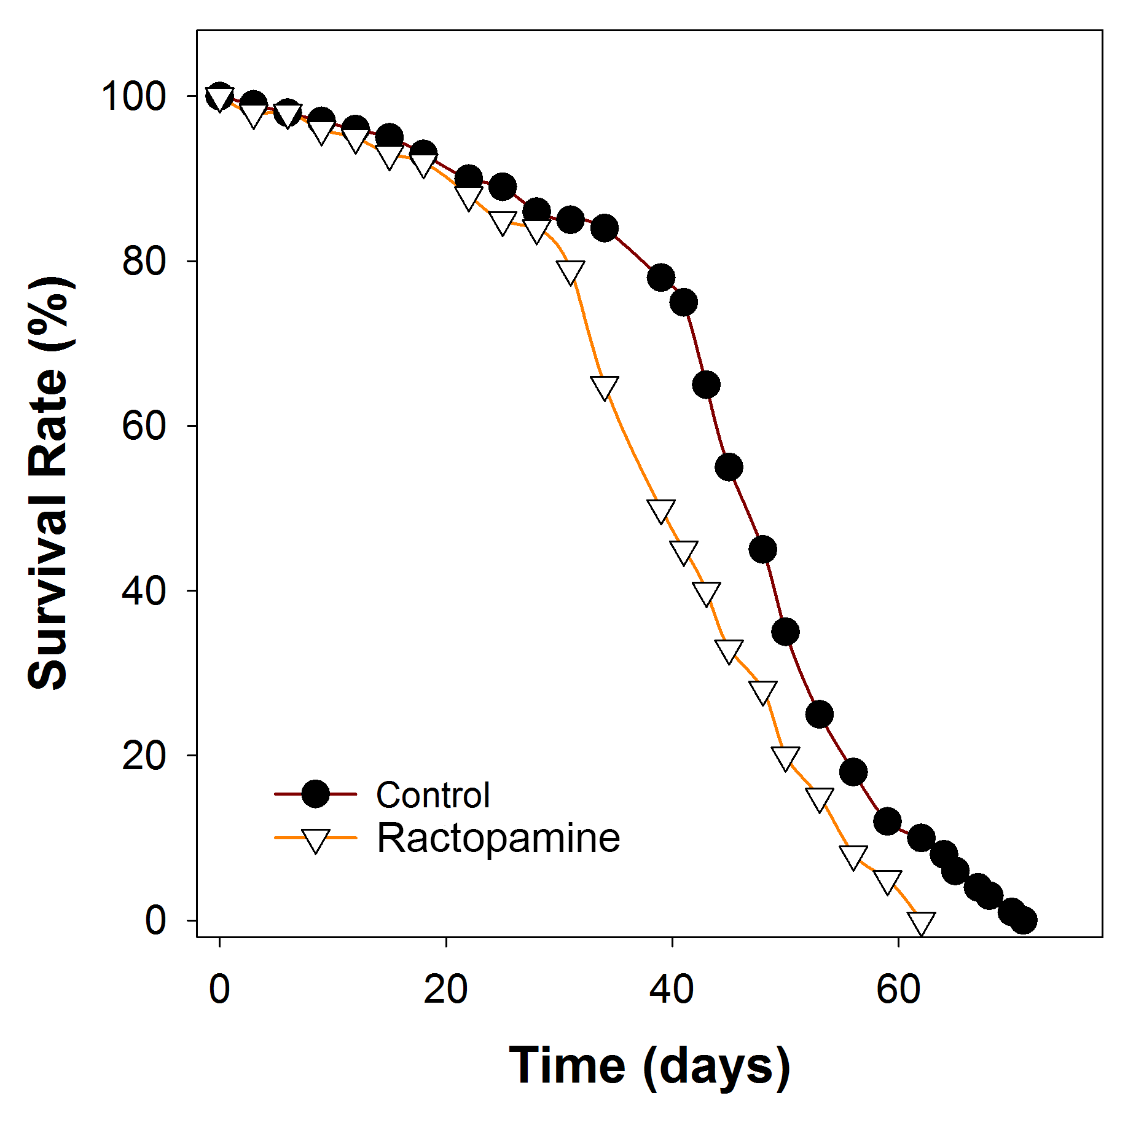 100
80
60
40
20
0
Survival Rate (%)
Control
Ractopamine
0 20 40 60
Time (days)